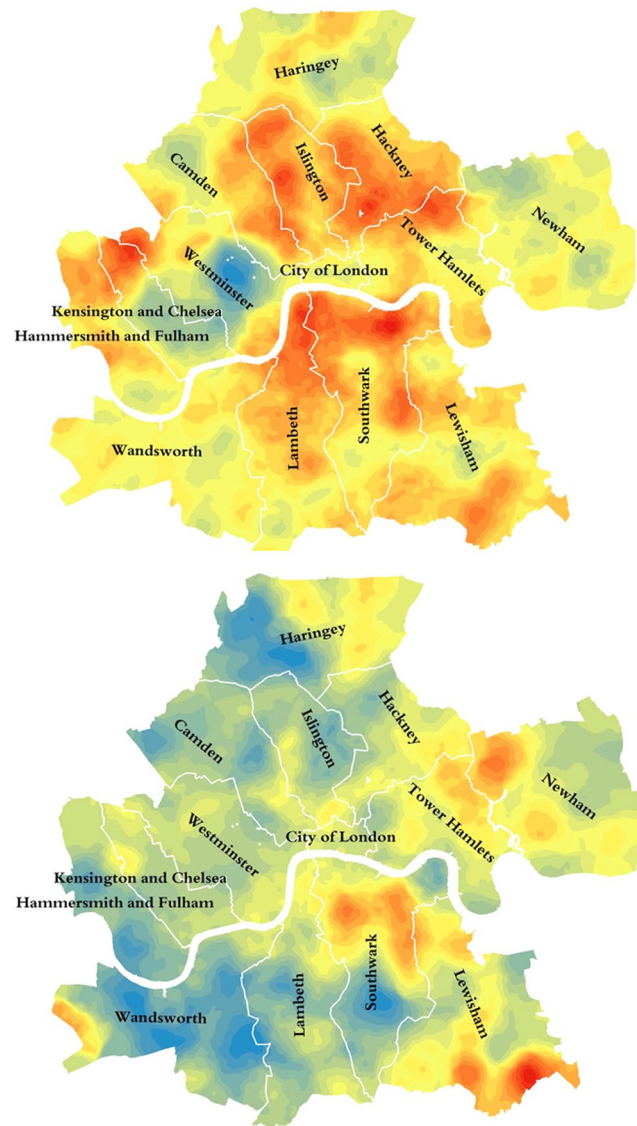 Haringey
Hackney
Islington
Camden
Newham
Tower Hamlets
Westminster
City of London
Kensington and Chelsea
Hammersmith and Fulham
Southwark
Lewisham
Lambeth
Wandsworth
Haringey
Hackney
Islington
Camden
Newham
Tower Hamlets
Westminster
City of London
Kensington and Chelsea
Hammersmith and Fulham
Southwark
Lewisham
Lambeth
Wandsworth